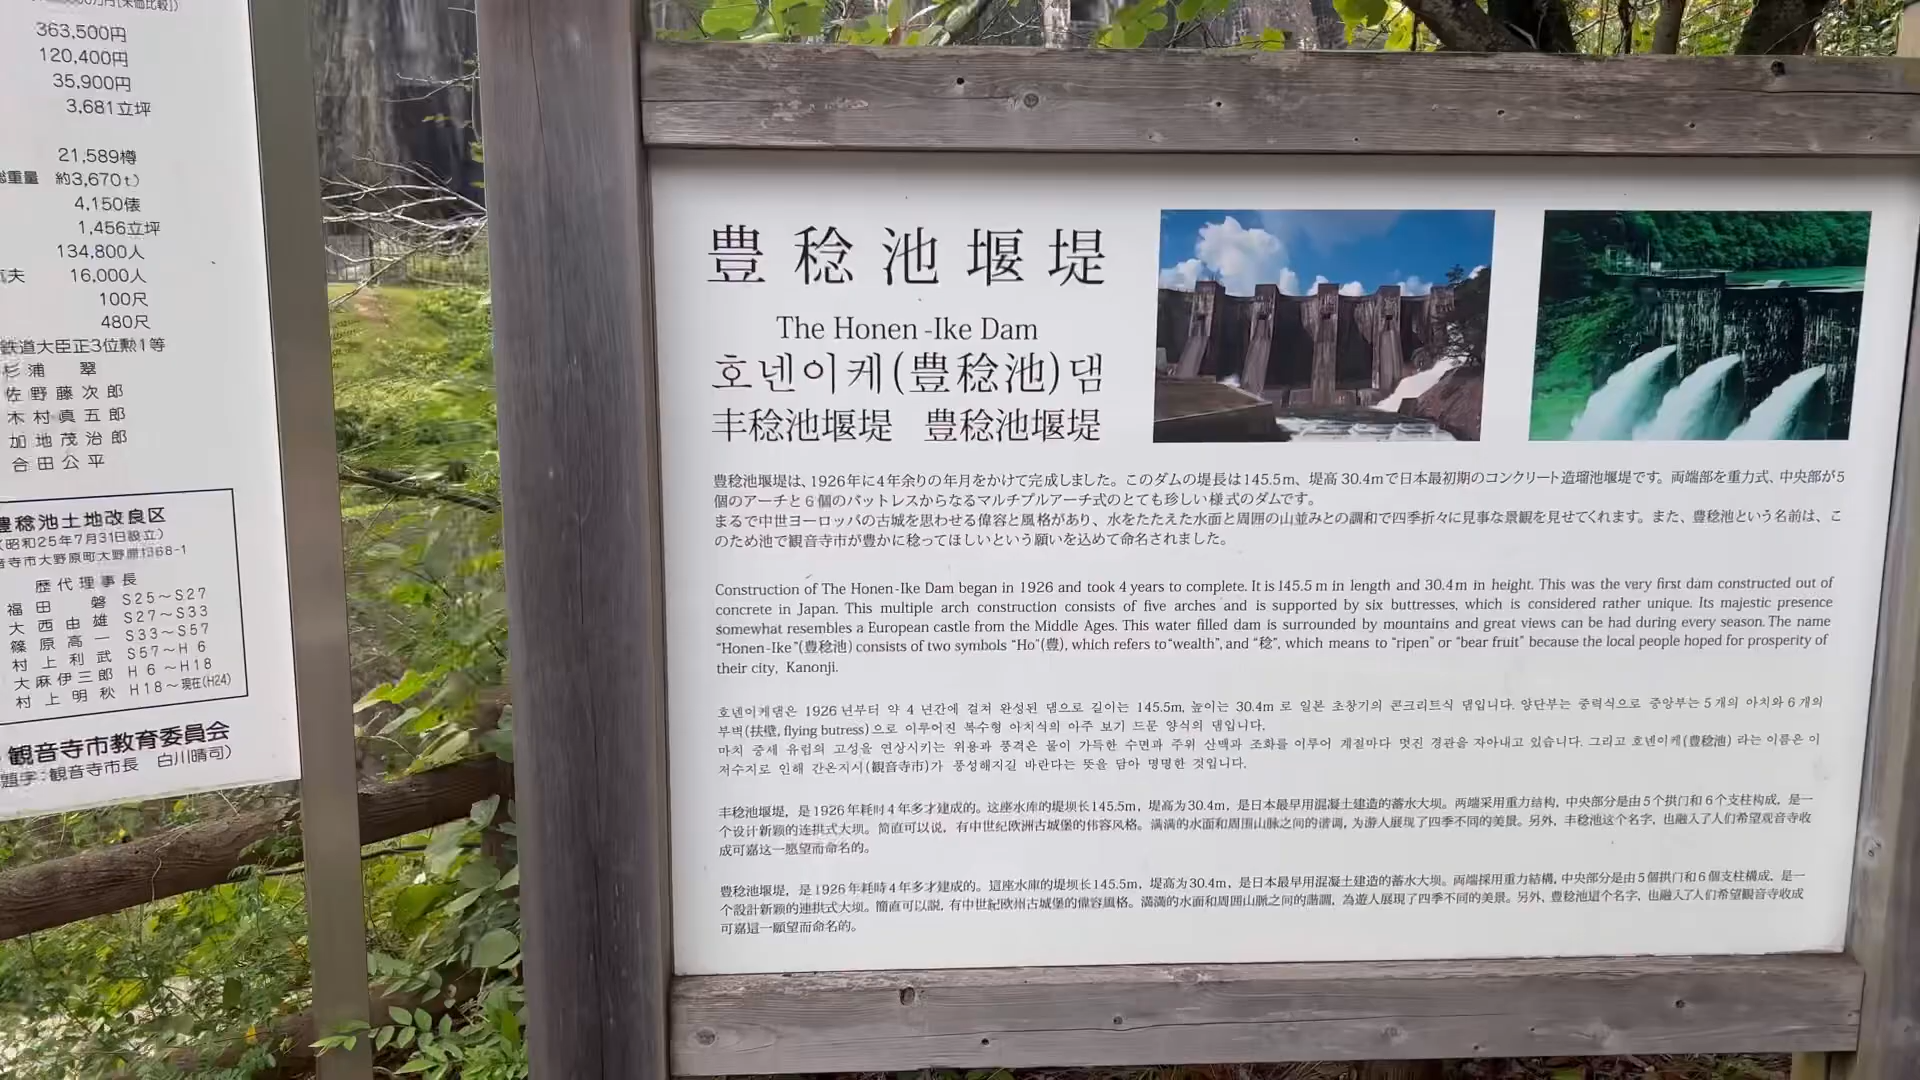 363,500円
120,400円
35,900円
3,681立坪
21,589樽
重量 約3,670t)
4,150俵
1,456立坪
134,800人
夫 16,000人
100尺
480尺
鉄道大臣正3位勲1等
杉浦 翠
佐野藤次郎
木村眞五郎
加地茂治郎
合田公平
豊稔池土地改良区
(昭和25年7月31日設立)
音寺市大野原町大野原1368-1
歴代理事長
福田 磐 S25～S27
大西由雄 S27～S33
篠原高一 S33～S57
村上利武 S57～H6
大麻伊三郎 H6～H18
村上明秋 H18～現在(H24)
観音寺市教育委員会
題字:観音寺市長 白川晴司)
豊稔池堰堤
The Honen-Ike Dam
호넨이케(豊稔池)댐
丰稔池堰堤 豊稔池堰堤
豊稔池堰堤は、1926年に4年余りの年月をかけて完成しました。このダムの堤長は145.5m、堤高30.4mで日本最初期のコンクリート造瑠池堰堤です。両端部を重力式、中央部が5
個のアーチと6個のバットレスからなるマルチプルアーチ式のとても珍しい様式のダムです。
まるで中世ヨーロッパの古城を思わせる偉容と風格があり、水をたたえた水面と周囲の山並みとの調和で四季折々に見事な景観を見せてくれます。また、豊稔池という名前は、こ
のため池で観音寺市が豊かに稔ってほしいという願いを込めて命名されました。
Construction of The Honen-Ike Dam began in 1926 and took 4 years to complete. It is 145.5 m in length and 30.4m in height. This was the very first dam constructed out of
concrete in Japan. This multiple arch construction consists of five arches and is supported by six buttresses, which is considered rather unique. Its majestic presence
somewhat resembles a European castle from the Middle Ages. This water filled dam is surrounded by mountains and great views can be had during every season. The name
“Honen-Ike”(豊稔池) consists of two symbols “Ho”(豊), which refers to “wealth”, and “稔”, which means to “ripen” or “bear fruit” because the local people hoped for prosperity of
their city, Kanonji.
호넨이케댐은 1926년부터 약 4년간에 걸쳐 완성된 댐으로 길이는 145.5m, 높이는 30.4m 로 일본 초창기의 콘크리트식 댐입니다. 양단부는 중력식으로 중앙부는 5개의 아치와 6개의
부벽(扶壁, flying butress)으로 이루어진 복수형 아치식의 아주 보기 드문 양식의 댐입니다.
마치 중세 유럽의 고성을 연상시키는 위용과 풍격은 물이 가득한 수면과 주위 산맥과 조화를 이루어 계절마다 멋진 경관을 자아내고 있습니다. 그리고 호넨이케(豊稔池) 라는 이름은 이
저수지로 인해 간온지시(観音寺市)가 풍성해지길 바란다는 뜻을 담아 명명한 것입니다.
丰稔池堰堤，是1926年耗时4年多才建成的。这座水库的堤坝长145.5m，堤高为30.4m，是日本最早用混凝土建造的蓄水大坝。两端采用重力结构，中央部分是由5个拱门和6个支柱构成，是一
个设计新颖的连拱式大坝。简直可以说，有中世纪欧洲古城堡的伟容风格。满满的水面和周围山脉之间的谐调，为游人展现了四季不同的美景。另外，丰稔池这个名字，也融入了人们希望观音寺收
成可嘉这一愿望而命名的。
豊稔池堰堤，是1926年耗時4年多才建成的。這座水庫的堤坝长145.5m，堤高为30.4m，是日本最早用混凝土建造的蓄水大坝。两端採用重力結構，中央部分是由5個拱门和6個支柱構成，是一
个設計新颖的連拱式大坝。簡直可以説，有中世紀欧州古城堡的偉容風格。満満的水面和周囲山脈之间的諧調，為遊人展現了四季不同的美景。另外，豊稔池這个名字，也融入了人们希望観音寺收成
可嘉這一願望而命名的。